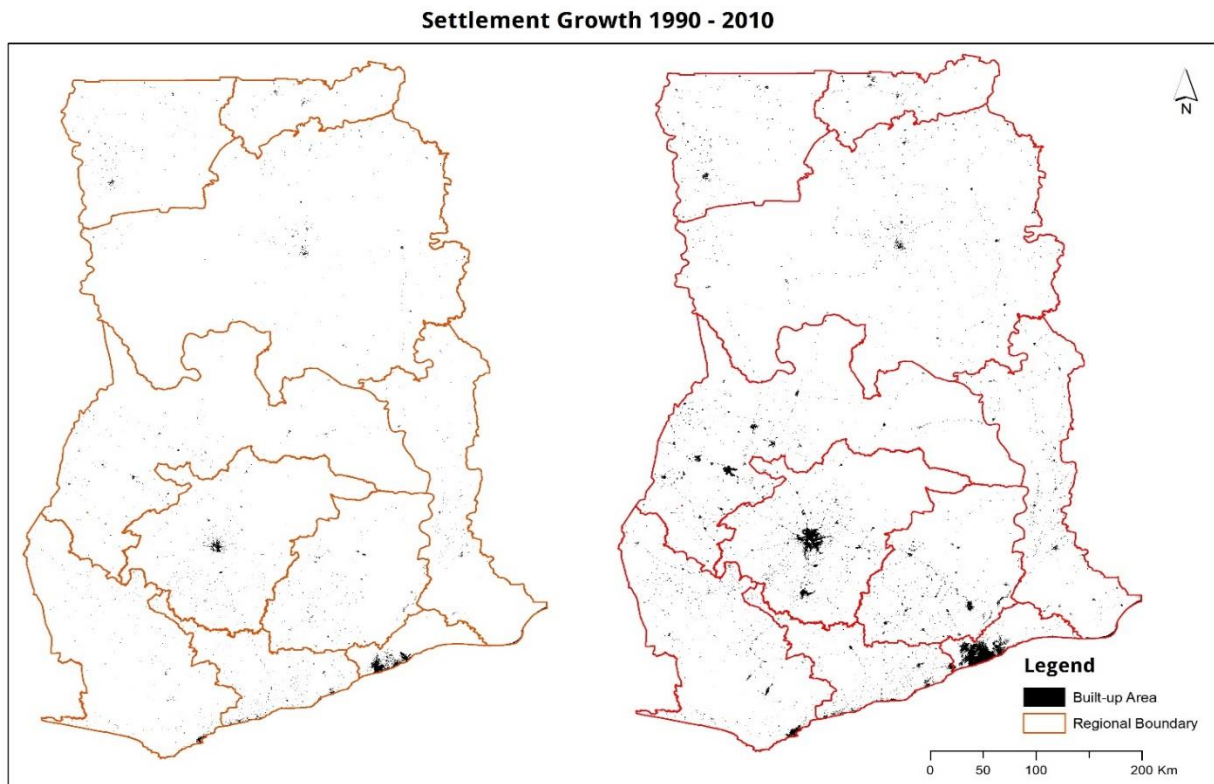 Settlement Growth 1990 - 2010
N
Legend
Built-up Area
Regional Boundary
0 50 100 200 Km